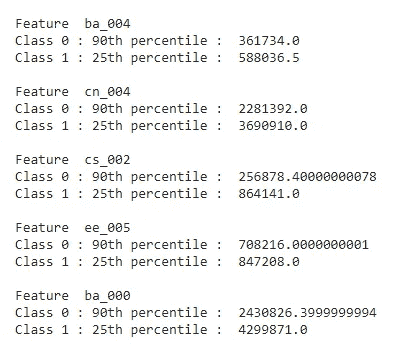 Feature  ba_004
Class 0 : 90th percentile :  361734.0
Class 1 : 25th percentile :  588036.5
Feature  cn_004
Class 0 : 90th percentile :  2281392.0
Class 1 : 25th percentile :  3690910.0
Feature  cs_002
Class 0 : 90th percentile :  256878.40000000078
Class 1 : 25th percentile :  864141.0
Feature  ee_005
Class 0 : 90th percentile :  708216.0000000001
Class 1 : 25th percentile :  847208.0
Feature  ba_000
Class 0 : 90th percentile :  2430826.3999999994
Class 1 : 25th percentile :  4299871.0